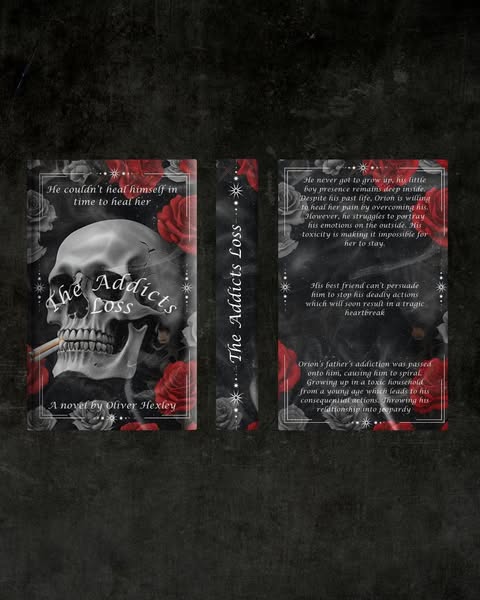 He couldn't heal himself in
time to heal her
The Addicts
Loss
A novel by Oliver Hexley
The Addicts Loss
He never got to grow up, his little
boy presence remains deep inside.
Despite his past life, Orion is willing
to heal her pain by overcoming his.
However, he struggles to portray
his emotions on the outside. His
toxicity is making it impossible for
her to stay.
His best friend can't persuade
him to stop his deadly actions
which will soon result in a tragic
heartbreak
Orion's father's addiction was passed
onto him, causing him to spiral.
Growing up in a toxic household
from a young age which leads to his
consequential actions. Throwing his
relationship into jeopardy